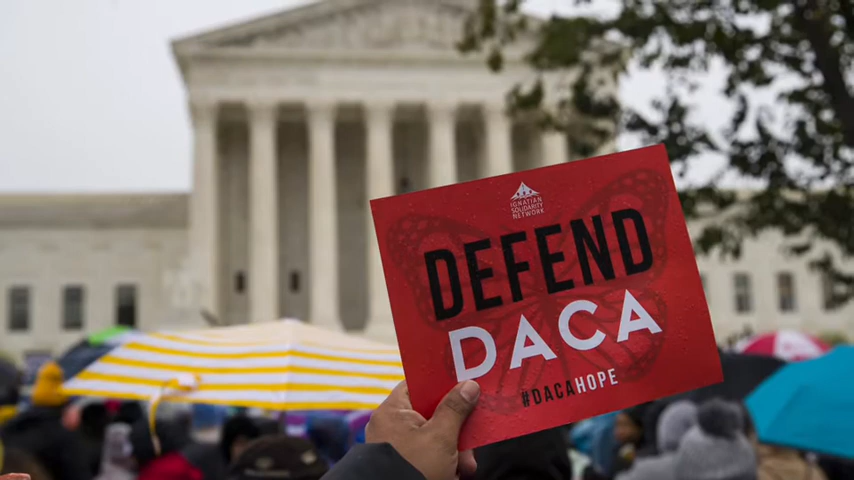 IGNATIAN
SOLIDARITY
NETWORK
DEFEND
DACA
#DACAHOPE